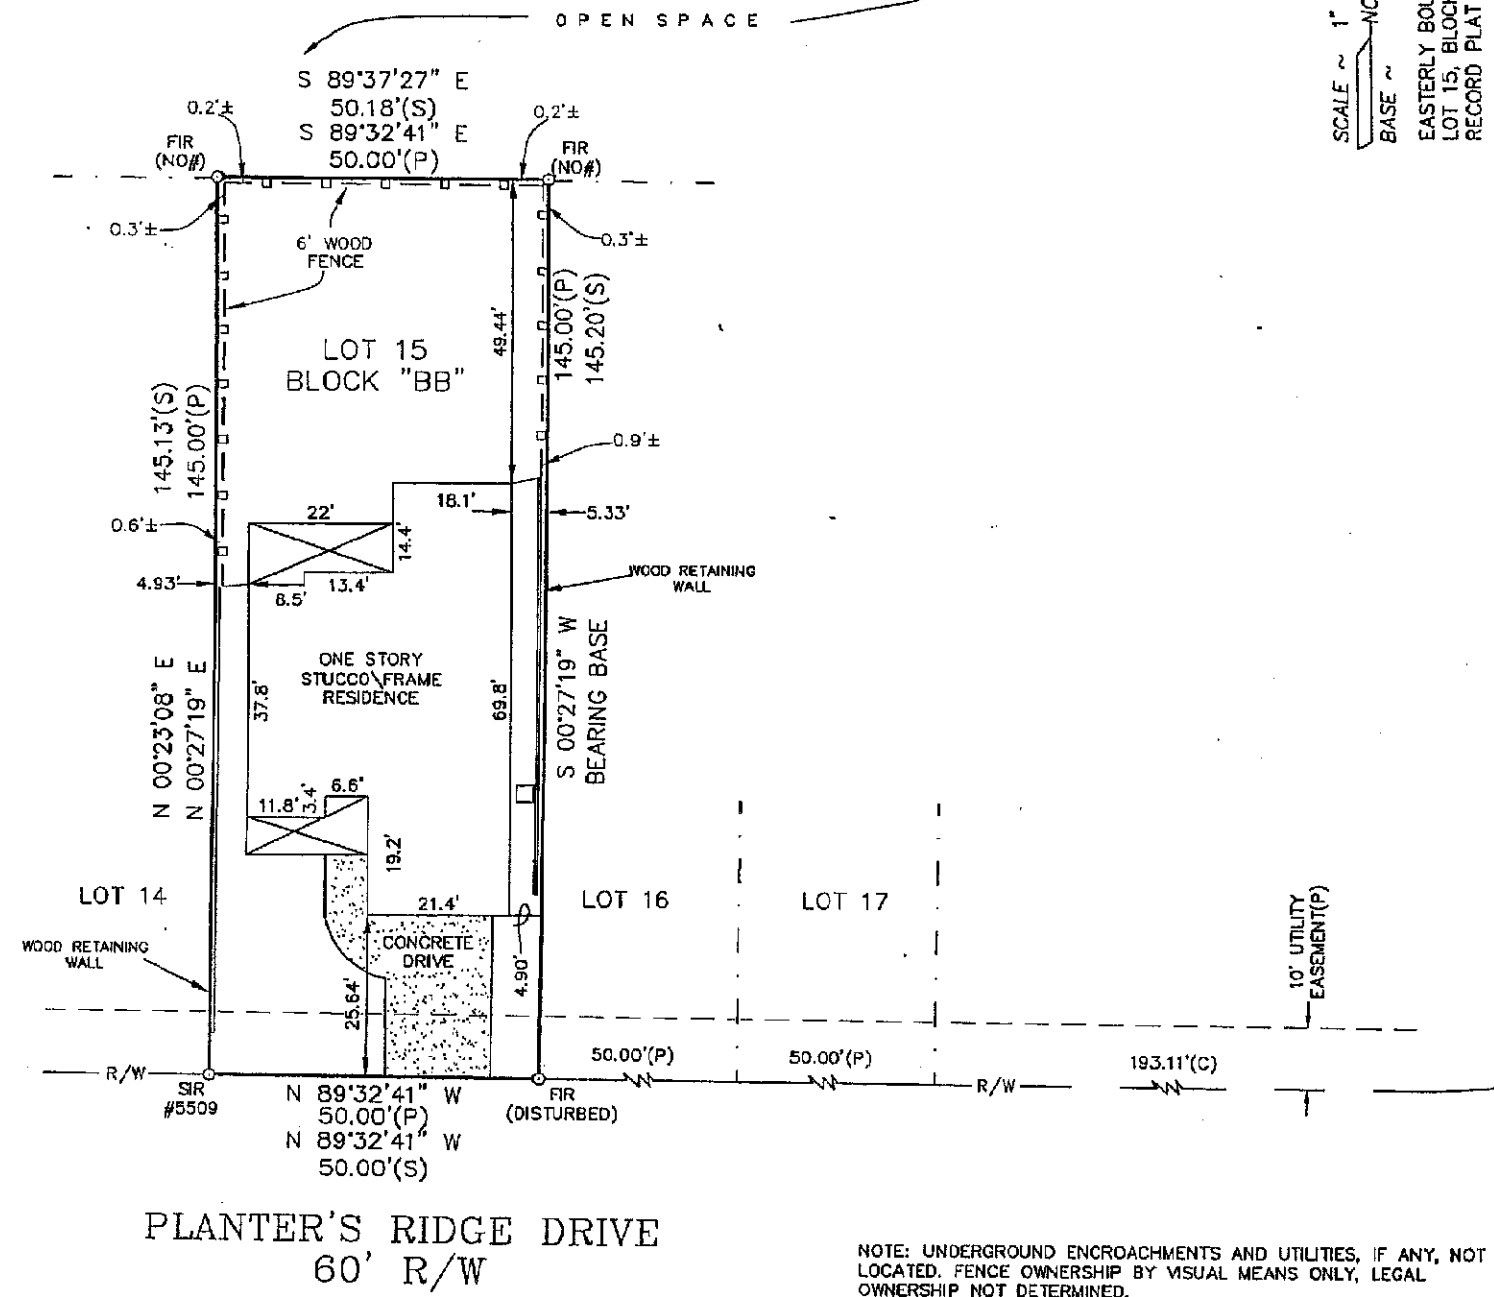 OPEN SPACE
S 89°37'27" E
50.18'(S)
S 89°32'41" E
50.00'(P)
0.2'±
0.2'±
FIR
(NO#)
FIR
(NO#)
0.3'±
0.3'±
6' WOOD
FENCE
LOT 15
BLOCK "BB"
49.44'
145.00'(P)
145.20'(S)
145.13'(S)
145.00'(P)
0.9'±
0.6'±
18.1'
5.33'
22'
14.4'
4.93'
8.5'
13.4'
WOOD RETAINING
WALL
ONE STORY
STUCCO\FRAME
RESIDENCE
37.8'
69.8'
S 00°27'19" W
BEARING BASE
N 00°23'08" E
N 00°27'19" E
6.6'
11.8'
3.4'
19.2'
21.4'
LOT 14
LOT 16
LOT 17
WOOD RETAINING
WALL
CONCRETE
DRIVE
25.64'
4.90'
10' UTILITY
EASEMENT(P)
R/W
50.00'(P)
50.00'(P)
R/W
193.11'(C)
SIR
#5509
N 89°32'41" W
50.00'(P)
N 89°32'41" W
50.00'(S)
FIR
(DISTURBED)
PLANTER'S RIDGE DRIVE
60' R/W
SCALE ~ 1"
BASE ~
EASTERLY BOU
LOT 15, BLOCK
RECORD PLAT
NOTE: UNDERGROUND ENCROACHMENTS AND UTILITIES, IF ANY, NOT
LOCATED. FENCE OWNERSHIP BY VISUAL MEANS ONLY, LEGAL
OWNERSHIP NOT DETERMINED.